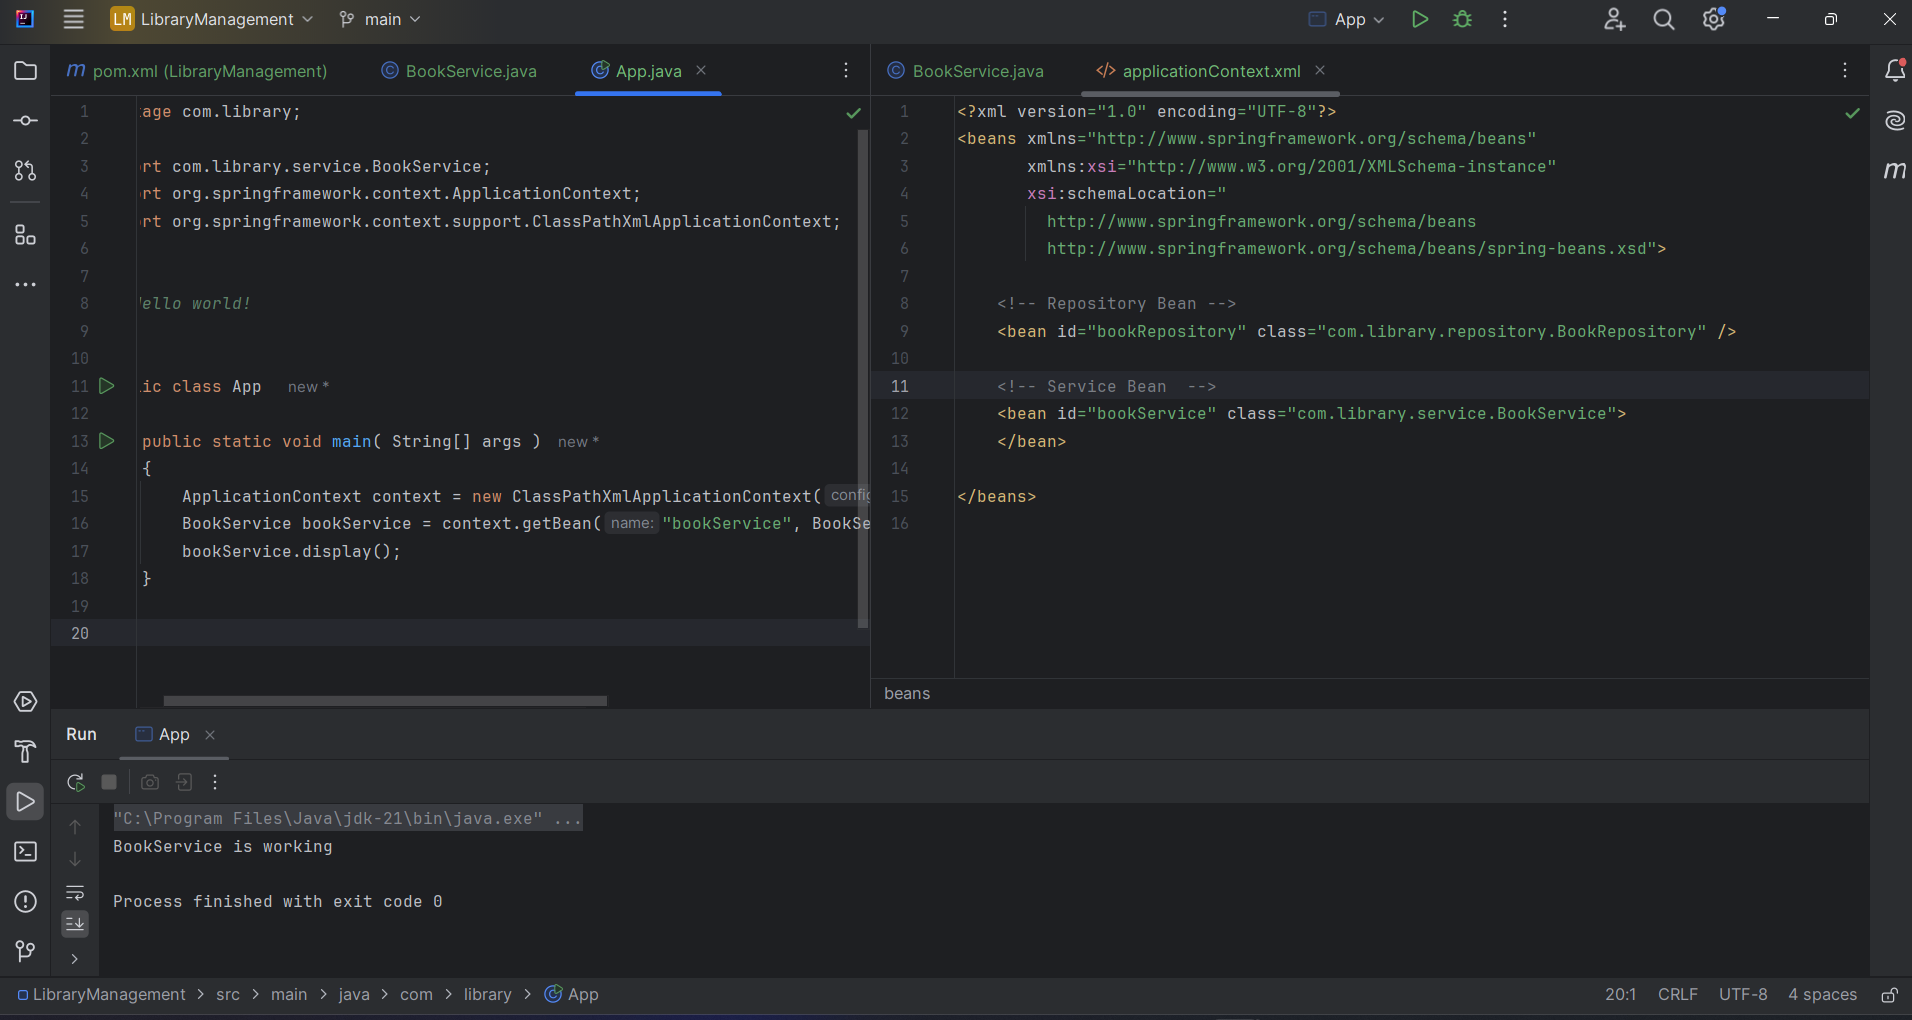 LM LibraryManagement main App
pom.xml (LibraryManagement) BookService.java App.java
1 age com.library;
2
3 rt com.library.service.BookService;
4 rt org.springframework.context.ApplicationContext;
5 rt org.springframework.context.support.ClassPathXmlApplicationContext;
6
7
8 ello world!
9
10
11 ic class App new *
12
13 public static void main( String[] args ) new *
14 {
15 ApplicationContext context = new ClassPathXmlApplicationContext( config
16 BookService bookService = context.getBean( name: "bookService", BookSe
17 bookService.display();
18 }
19
20
BookService.java </> applicationContext.xml
1 <?xml version="1.0" encoding="UTF-8"?>
2 <beans xmlns="http://www.springframework.org/schema/beans"
3 xmlns:xsi="http://www.w3.org/2001/XMLSchema-instance"
4 xsi:schemaLocation="
5 http://www.springframework.org/schema/beans
6 http://www.springframework.org/schema/beans/spring-beans.xsd">
7
8 <!-- Repository Bean -->
9 <bean id="bookRepository" class="com.library.repository.BookRepository" />
10
11 <!-- Service Bean  -->
12 <bean id="bookService" class="com.library.service.BookService">
13 </bean>
14
15 </beans>
16
beans
Run App
"C:\Program Files\Java\jdk-21\bin\java.exe" ...
BookService is working
Process finished with exit code 0
LibraryManagement > src > main > java > com > library > App 20:1 CRLF UTF-8 4 spaces